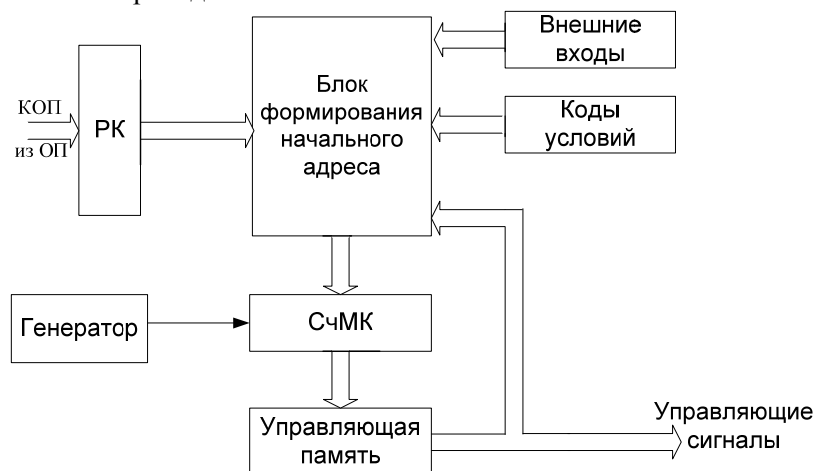 Внешние
входы
Блок
формирования
начального
адреса
КОП
из ОП
РК
Коды
условий
Генератор
СчМК
Управляющая
память
Управляющие
сигналы